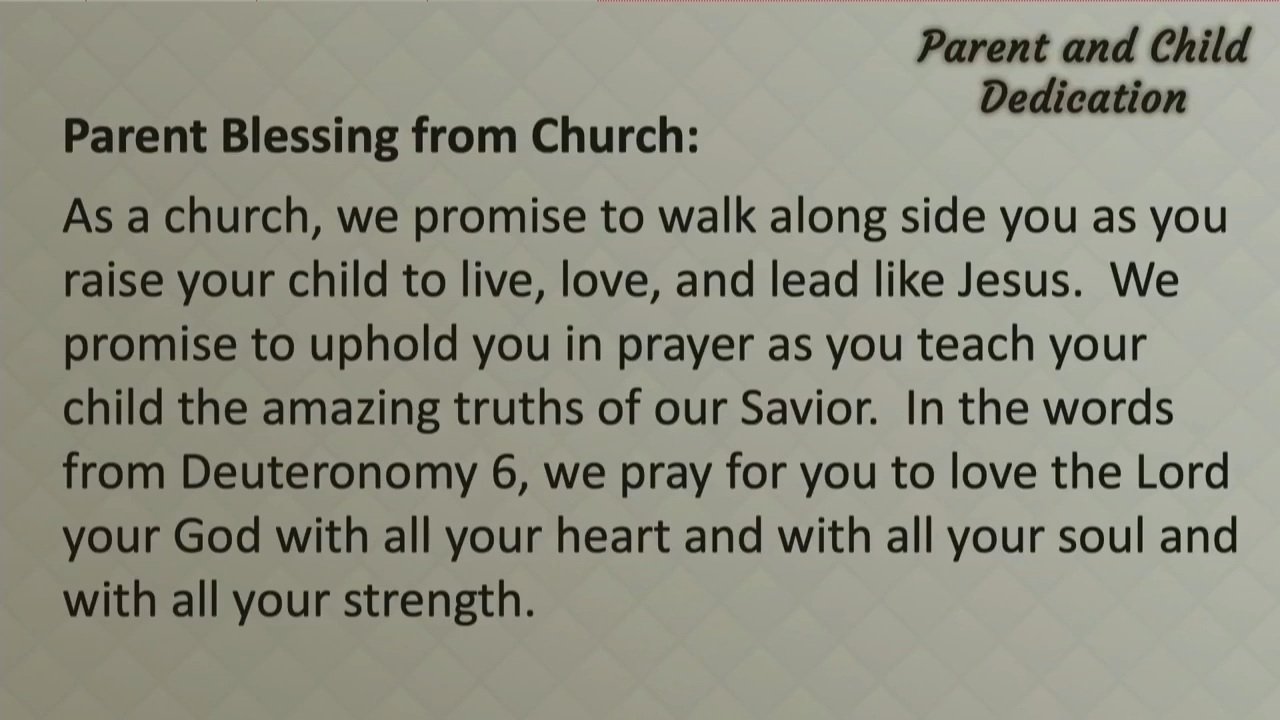 Parent and Child
Dedication
Parent Blessing from Church:
As a church, we promise to walk along side you as you
raise your child to live, love, and lead like Jesus.  We
promise to uphold you in prayer as you teach your
child the amazing truths of our Savior.  In the words
from Deuteronomy 6, we pray for you to love the Lord
your God with all your heart and with all your soul and
with all your strength.